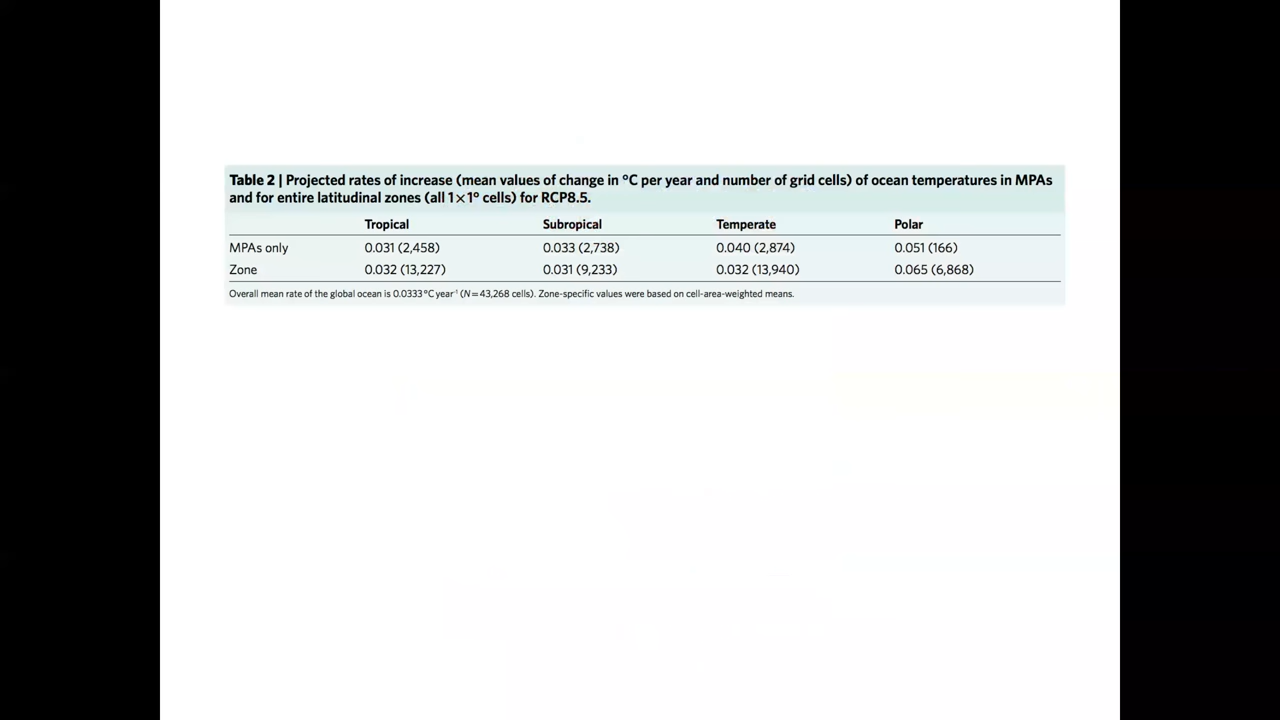 Table 2 | Projected rates of increase (mean values of change in °C per year and number of grid cells) of ocean temperatures in MPAs
and for entire latitudinal zones (all 1×1° cells) for RCP8.5.
Tropical Subropical Temperate Polar
MPAs only 0.031 (2,458) 0.033 (2,738) 0.040 (2,874) 0.051 (166)
Zone 0.032 (13,227) 0.031 (9,233) 0.032 (13,940) 0.065 (6,868)
Overall mean rate of the global ocean is 0.0333 °C year⁻¹ (N = 43,268 cells). Zone-specific values were based on cell-area-weighted means.